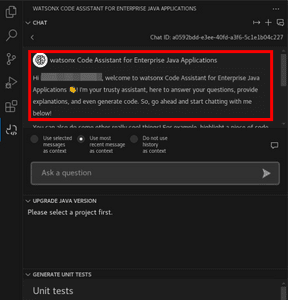 WATSONX CODE ASSISTANT FOR ENTERPRISE JAVA APPLICATIONS
CHAT
Chat ID: a0592bdd-e3ee-40fd-a3f6-5c1e1b04c227
watsonx Code Assistant for Enterprise Java Applications
Hi , welcome to watsonx Code Assistant for Enterprise Java
Applications 👋! I'm your trusty assistant, here to answer your questions, provide
explanations, and even generate code. So, go ahead and start chatting with me
below!
You can also do some other really cool things! For example, highlight a piece of code
Use selected messages as context
Use most recent message as context
Do not use history as context
Ask a question
UPGRADE JAVA VERSION
Please select a project first.
GENERATE UNIT TESTS
Unit tests